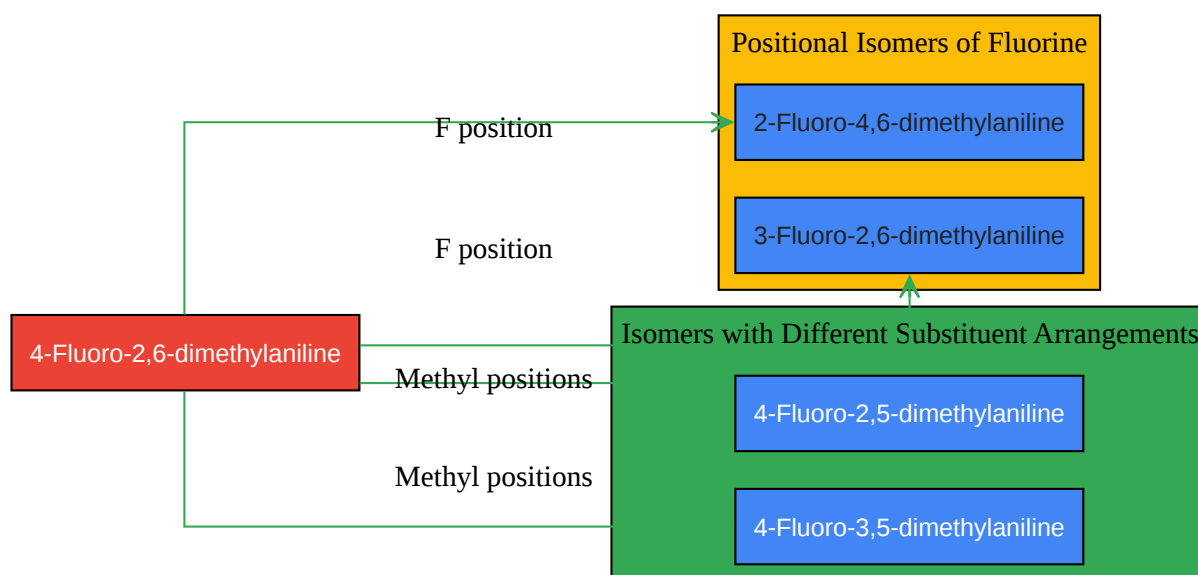 Positional Isomers of Fluorine
2-Fluoro-4,6-dimethylaniline
F position
3-Fluoro-2,6-dimethylaniline
F position
Isomers with Different Substituent Arrangements
4-Fluoro-2,6-dimethylaniline
Methyl positions
4-Fluoro-2,5-dimethylaniline
Methyl positions
4-Fluoro-3,5-dimethylaniline